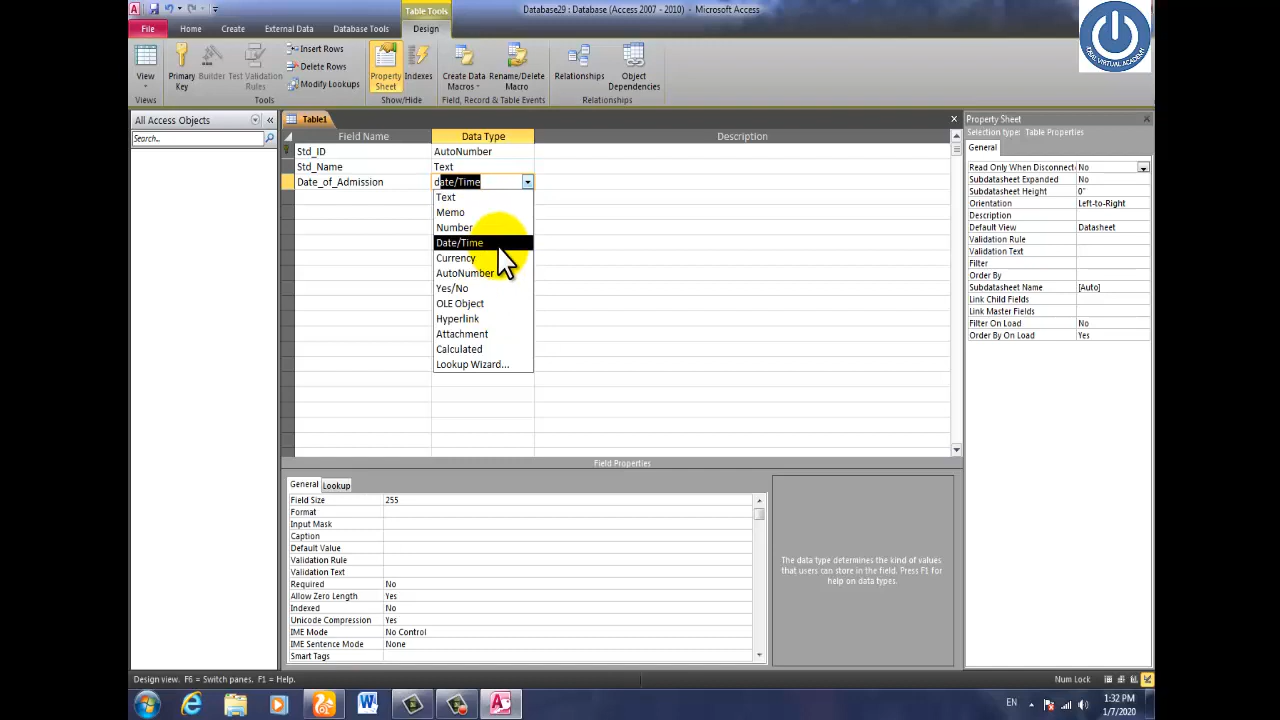 Table Tools
Database29 : Database (Access 2007 - 2010) - Microsoft Access
File
Home
Create
External Data
Database Tools
Design
View
Primary Key
Builder
Test Validation Rules
Insert Rows
Delete Rows
Modify Lookups
Property Sheet
Indexes
Create Data Macros
Rename/Delete Macro
Relationships
Object Dependencies
Views
Tools
Show/Hide
Field, Record & Table Events
Relationships
All Access Objects
Search...
Table1
Field Name Data Type Description
Std_ID AutoNumber
Std_Name Text
Date_of_Admission date/Time
Text
Memo
Number
Date/Time
Currency
AutoNumber
Yes/No
OLE Object
Hyperlink
Attachment
Calculated
Lookup Wizard...
Field Properties
General Lookup
Field Size 255
Format
Input Mask
Caption
Default Value
Validation Rule
Validation Text
Required No
Allow Zero Length Yes
Indexed No
Unicode Compression Yes
IME Mode No Control
IME Sentence Mode None
Smart Tags
The data type determines the kind of values
that users can store in the field. Press F1 for
help on data types.
Property Sheet
Selection type: Table Properties
General
Read Only When Disconnect No
Subdatasheet Expanded No
Subdatasheet Height 0"
Orientation Left-to-Right
Description
Default View Datasheet
Validation Rule
Validation Text
Filter
Order By
Subdatasheet Name [Auto]
Link Child Fields
Link Master Fields
Filter On Load No
Order By On Load Yes
Design view. F6 = Switch panes. F1 = Help.
Num Lock
EN
1:32 PM
1/7/2020